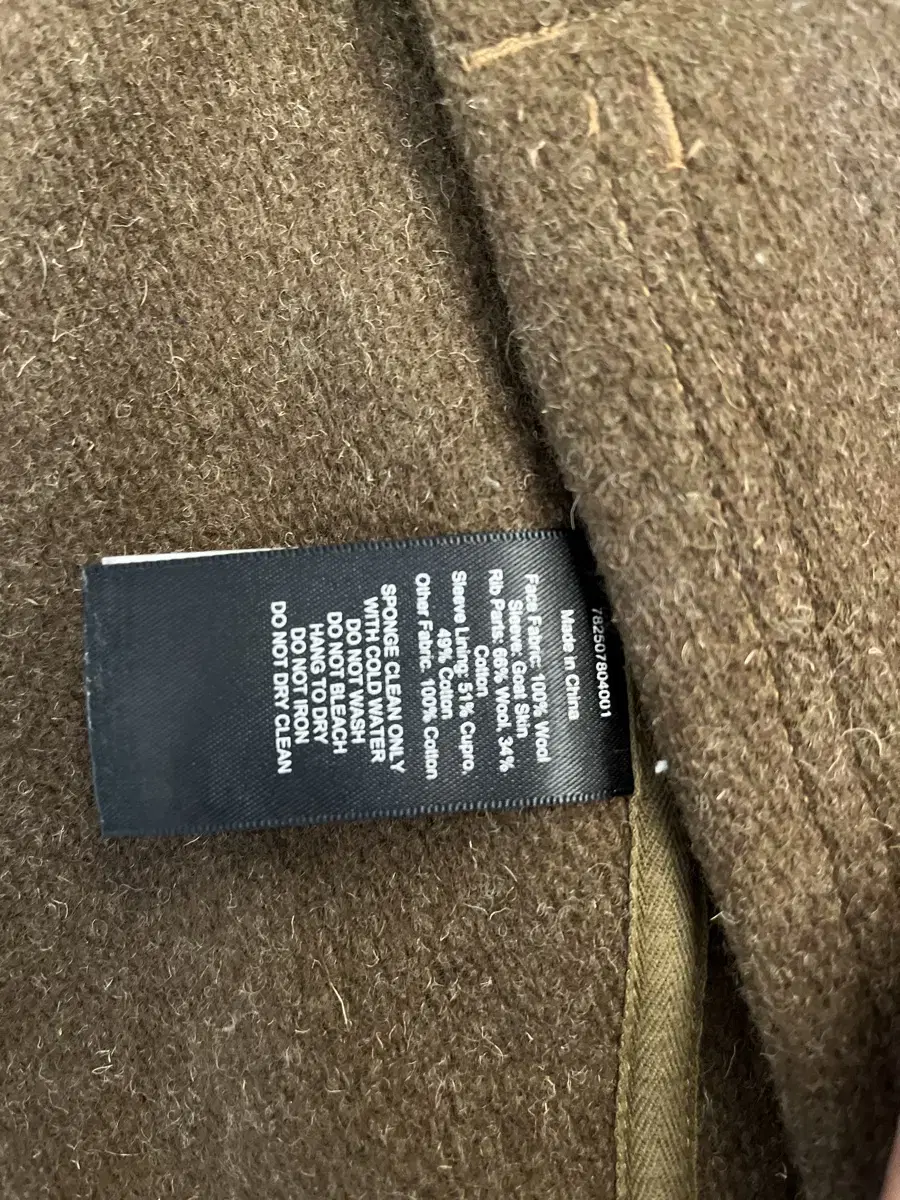 782507804001
Made in China
Face Fabric: 100% Wool
Sleeve: Goat Skin
Rib Parts: 66% Wool, 34%
Cotton
Sleeve Lining: 51% Cupro,
49% Cotton
Other Fabric: 100% Cotton
SPONGE CLEAN ONLY
WITH COLD WATER
DO NOT WASH
DO NOT BLEACH
HANG TO DRY
DO NOT IRON
DO NOT DRY CLEAN